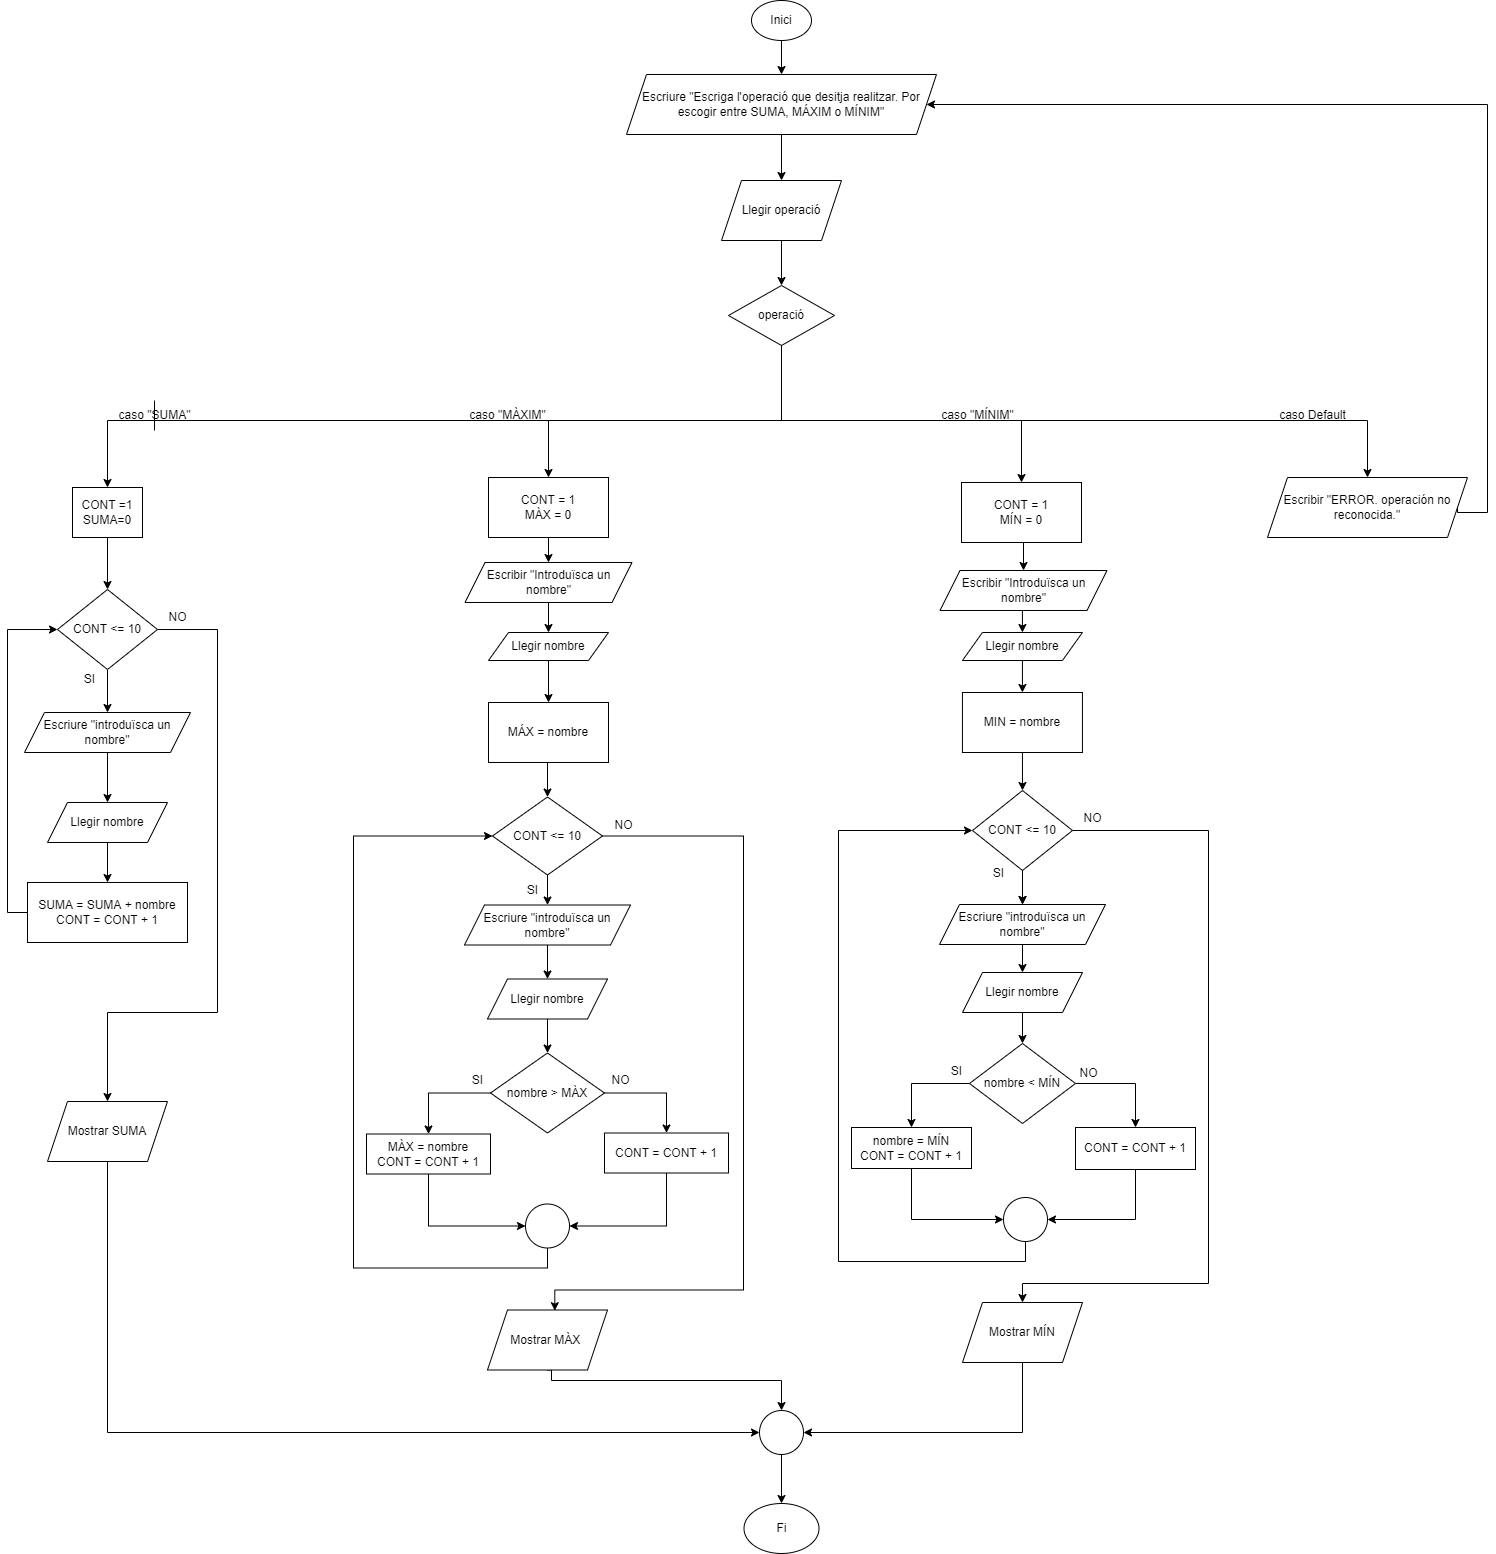 Inici
Escriure "Escriga l'operació que desitja realitzar. Por
escogir entre SUMA, MÁXIM o MÍNIM"
Llegir operació
operació
caso "SUMA"
caso "MÀXIM"
caso "MÍNIM"
caso Default
CONT =1
SUMA=0
CONT <= 10
NO
SI
Escriure "introduïsca un
nombre"
Llegir nombre
SUMA = SUMA + nombre
CONT = CONT + 1
Mostrar SUMA
CONT = 1
MÀX = 0
Escribir "Introduïsca un
nombre"
Llegir nombre
MÁX = nombre
CONT <= 10
NO
SI
Escriure "introduïsca un
nombre"
Llegir nombre
nombre > MÀX
SI
NO
MÀX = nombre
CONT = CONT + 1
CONT = CONT + 1
Mostrar MÀX
CONT = 1
MÍN = 0
Escribir "Introduïsca un
nombre"
Llegir nombre
MIN = nombre
CONT <= 10
NO
SI
Escriure "introduïsca un
nombre"
Llegir nombre
nombre < MÍN
SI
NO
nombre = MÍN
CONT = CONT + 1
CONT = CONT + 1
Mostrar MÍN
Escribir "ERROR. operación no
reconocida."
Fi